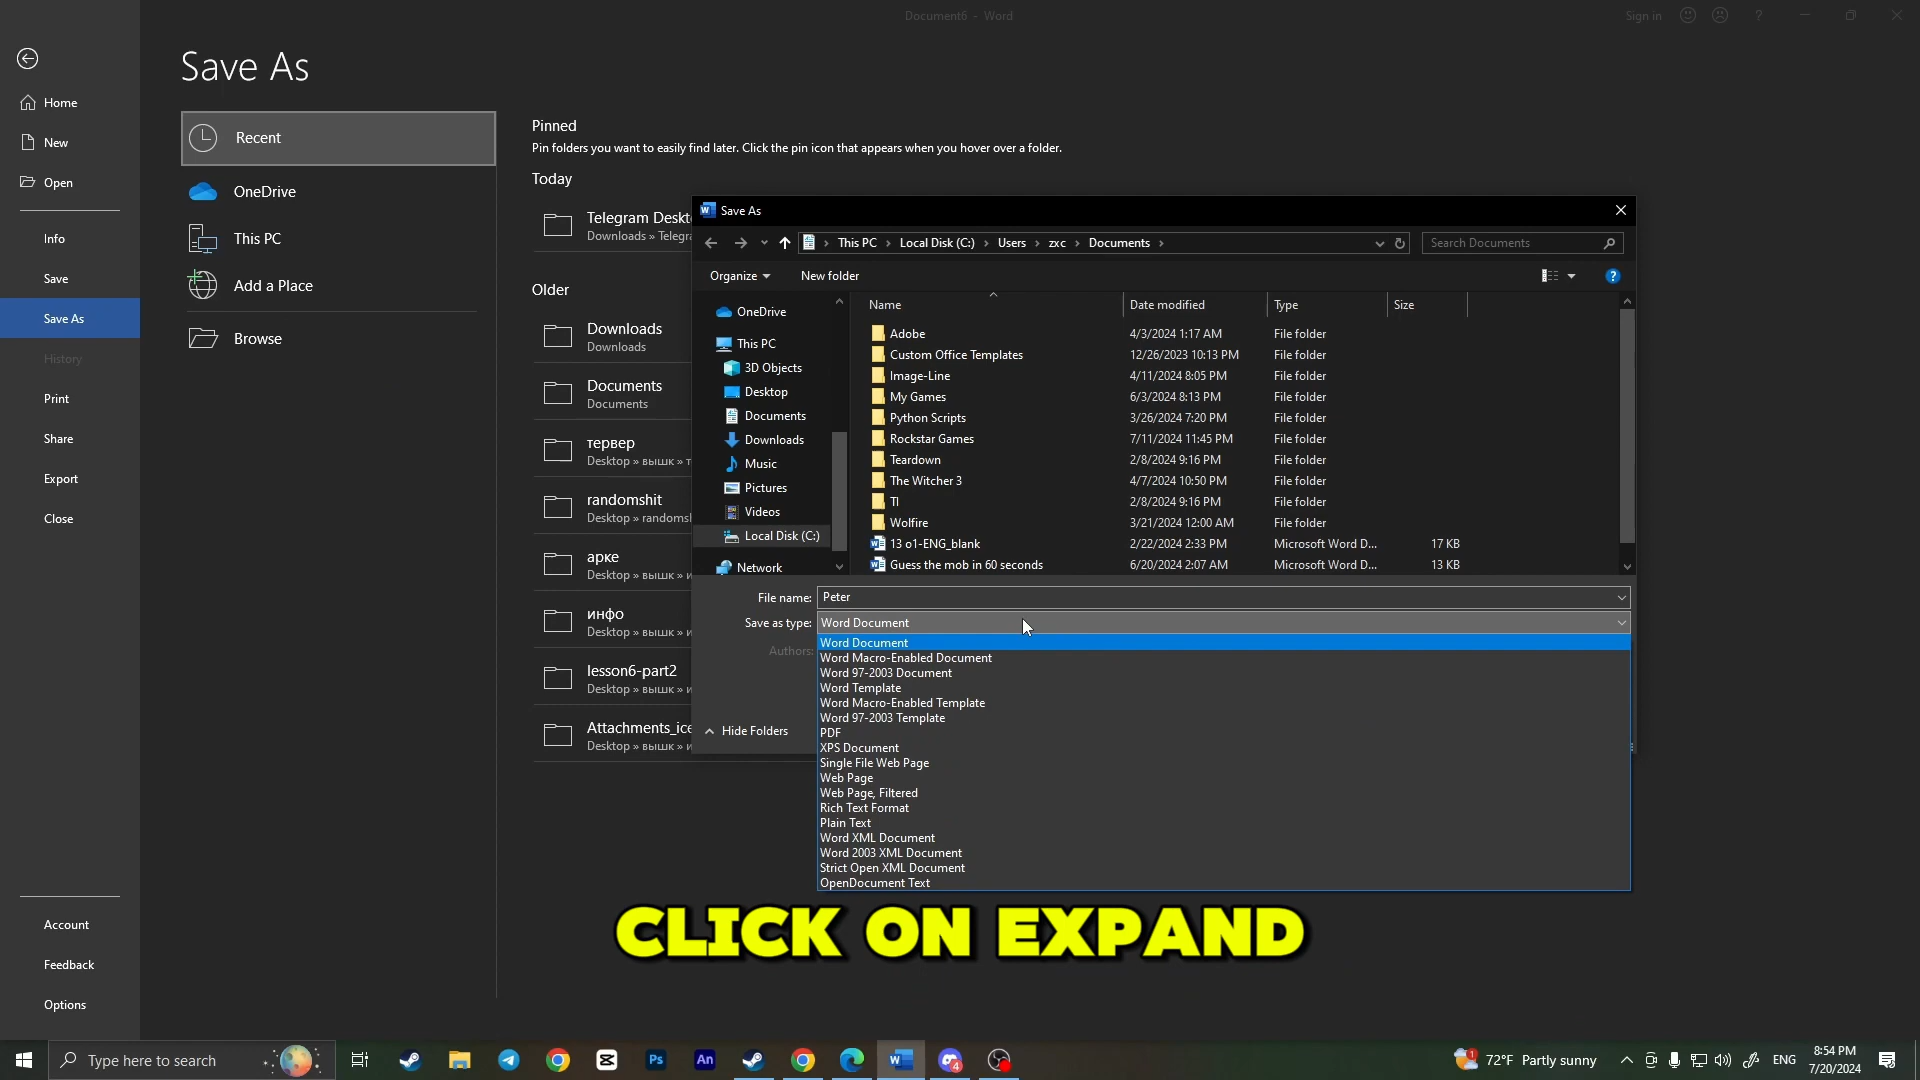 Document6 - Word
Sign in
?
Save As
Home
New
Open
Info
Save
Save As
History
Print
Share
Export
Close
Account
Feedback
Options
Recent
OneDrive
This PC
Add a Place
Browse
Pinned
Pin folders you want to easily find later. Click the pin icon that appears when you hover over a folder.
Today
Telegram Deskt
Downloads » Telegra
Older
Downloads
Downloads
Documents
Documents
тервер
Desktop » вышк » т
randomshit
Desktop » randomsh
арке
Desktop » вышк » и
инфо
Desktop » вышк » и
lesson6-part2
Desktop » вышк » и
Attachments_ice
Desktop » вышк » и
Save As
This PC › Local Disk (C:) › Users › zxc › Documents ›
Search Documents
Organize
New folder
?
OneDrive
This PC
3D Objects
Desktop
Documents
Downloads
Music
Pictures
Videos
Local Disk (C:)
Network
Name Date modified Type Size
Adobe 4/3/2024 1:17 AM File folder
Custom Office Templates 12/26/2023 10:13 PM File folder
Image-Line 4/11/2024 8:05 PM File folder
My Games 6/3/2024 8:13 PM File folder
Python Scripts 3/26/2024 7:20 PM File folder
Rockstar Games 7/11/2024 11:45 PM File folder
Teardown 2/8/2024 9:16 PM File folder
The Witcher 3 4/7/2024 10:50 PM File folder
TI 2/8/2024 9:16 PM File folder
Wolfire 3/21/2024 12:00 AM File folder
13 o1-ENG_blank 2/22/2024 2:33 PM Microsoft Word D... 17 KB
Guess the mob in 60 seconds 6/20/2024 2:07 AM Microsoft Word D... 13 KB
File name: Peter
Save as type: Word Document
Authors:
Word Document
Word Macro-Enabled Document
Word 97-2003 Document
Word Template
Word Macro-Enabled Template
Word 97-2003 Template
PDF
XPS Document
Single File Web Page
Web Page
Web Page, Filtered
Rich Text Format
Plain Text
Word XML Document
Word 2003 XML Document
Strict Open XML Document
OpenDocument Text
Hide Folders
CLICK ON EXPAND
Type here to search
Ps
An
4
1
72°F Partly sunny
ENG
8:54 PM
7/20/2024